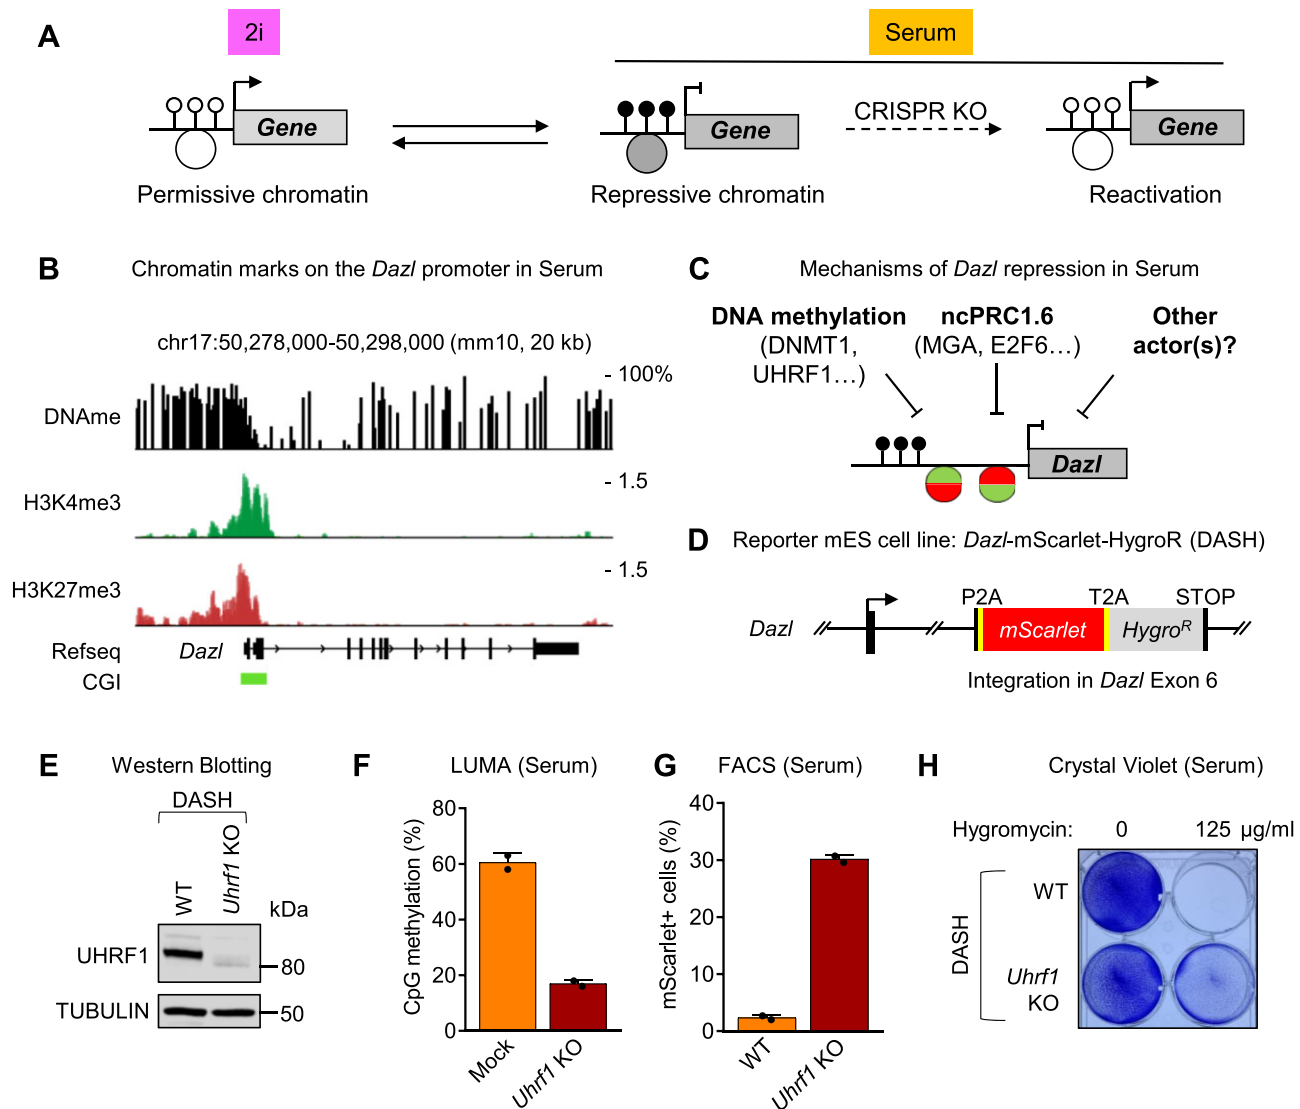 A
2i
Serum
Gene
Gene
CRISPR KO
Gene
Permissive chromatin
Repressive chromatin
Reactivation
B
Chromatin marks on the Dazl promoter in Serum
chr17:50,278,000-50,298,000 (mm10, 20 kb)
- 100%
DNAme
- 1.5
H3K4me3
- 1.5
H3K27me3
Refseq
Dazl
CGI
C
Mechanisms of Dazl repression in Serum
DNA methylation
(DNMT1,
UHRF1…)
ncPRC1.6
(MGA, E2F6…)
Other
actor(s)?
Dazl
D
Reporter mES cell line: Dazl-mScarlet-HygroR (DASH)
P2A
T2A
STOP
Dazl
mScarlet
HygroR
Integration in Dazl Exon 6
E
Western Blotting
DASH
WT
Uhrf1 KO
kDa
UHRF1
80
TUBULIN
50
F
LUMA (Serum)
CpG methylation (%)
80
60
40
20
0
Mock
Uhrf1 KO
G
FACS (Serum)
mScarlet+ cells (%)
40
30
20
10
0
WT
Uhrf1 KO
H
Crystal Violet (Serum)
Hygromycin:
0
125 µg/ml
DASH
WT
Uhrf1
KO